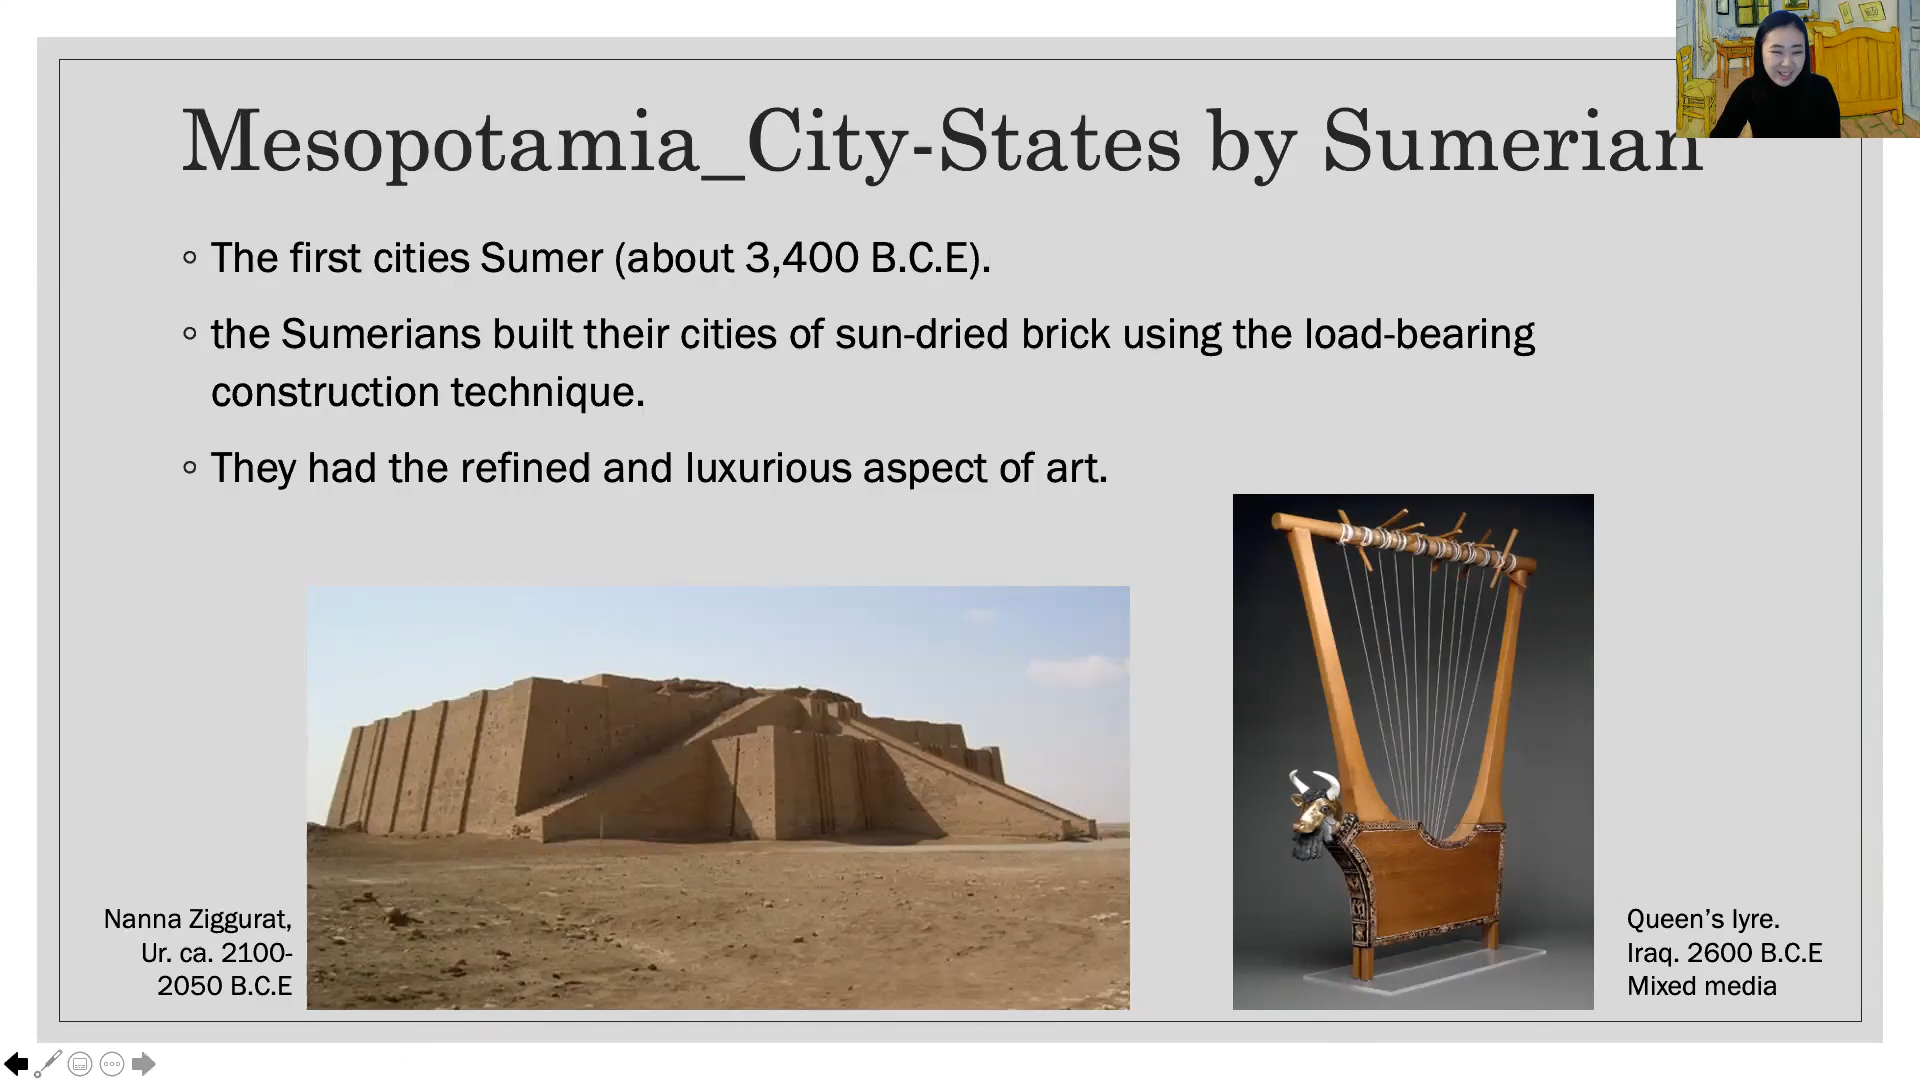 Mesopotamia_City-States by Sumerian
The first cities Sumer (about 3,400 B.C.E).
the Sumerians built their cities of sun-dried brick using the load-bearing
construction technique.
They had the refined and luxurious aspect of art.
Nanna Ziggurat,
Ur. ca. 2100-
2050 B.C.E
Queen’s lyre.
Iraq. 2600 B.C.E
Mixed media